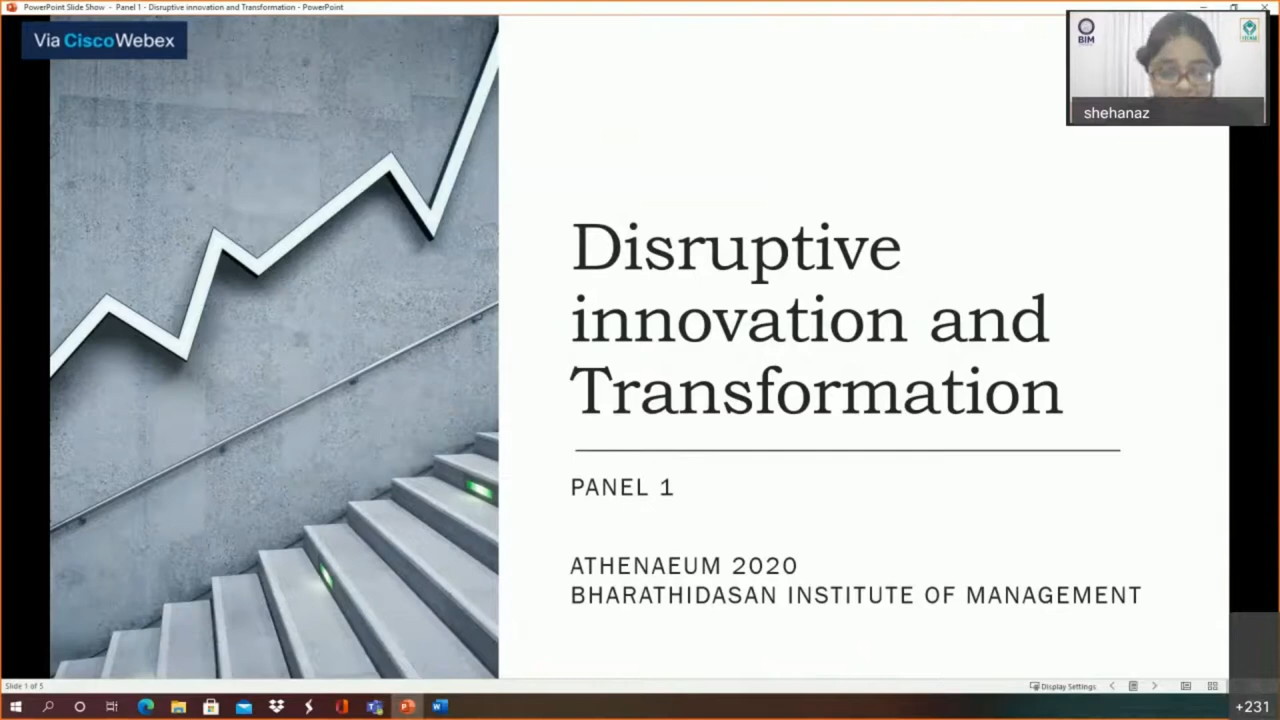 PowerPoint Slide Show - Panel 1 - Disruptive innovation and Transformation - PowerPoint
Via CiscoWebex
BIM
shehanaz
Disruptive
innovation and
Transformation
PANEL 1
ATHENAEUM 2020
BHARATHIDASAN INSTITUTE OF MANAGEMENT
Slide 1 of 5
Display Settings
+231